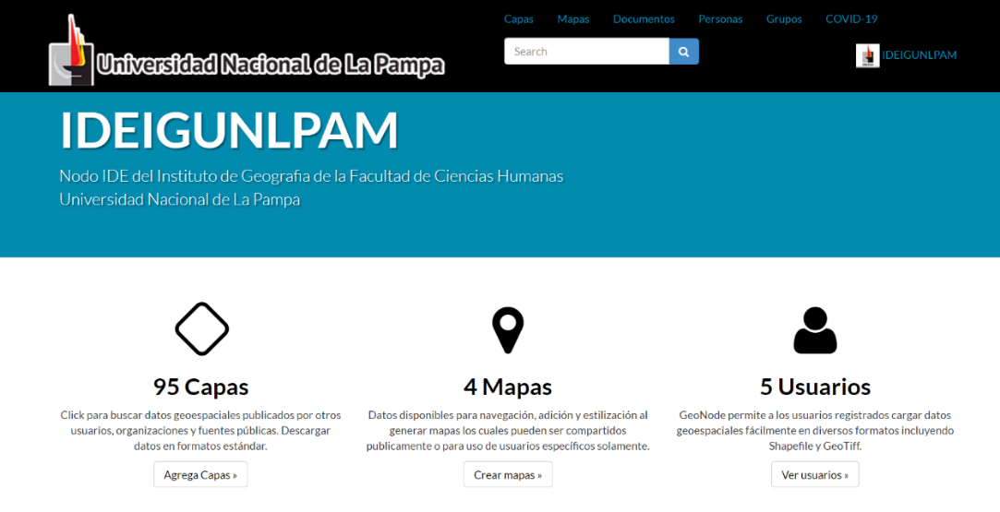 Capas Mapas Documentos Personas Grupos COVID-19
Universidad Nacional de La Pampa
Search
IDEIGUNLPAM
IDEIGUNLPAM
Nodo IDE del Instituto de Geografia de la Facultad de Ciencias Humanas
Universidad Nacional de La Pampa
95 Capas
Click para buscar datos geoespaciales publicados por otros
usuarios, organizaciones y fuentes públicas. Descargar
datos en formatos estándar.
Agrega Capas »
4 Mapas
Datos disponibles para navegación, adición y estilización al
generar mapas los cuales pueden ser compartidos
publicamente o para uso de usuarios específicos solamente.
Crear mapas »
5 Usuarios
GeoNode permite a los usuarios registrados cargar datos
geoespaciales fácilmente en diversos formatos incluyendo
Shapefile y GeoTiff.
Ver usuarios »